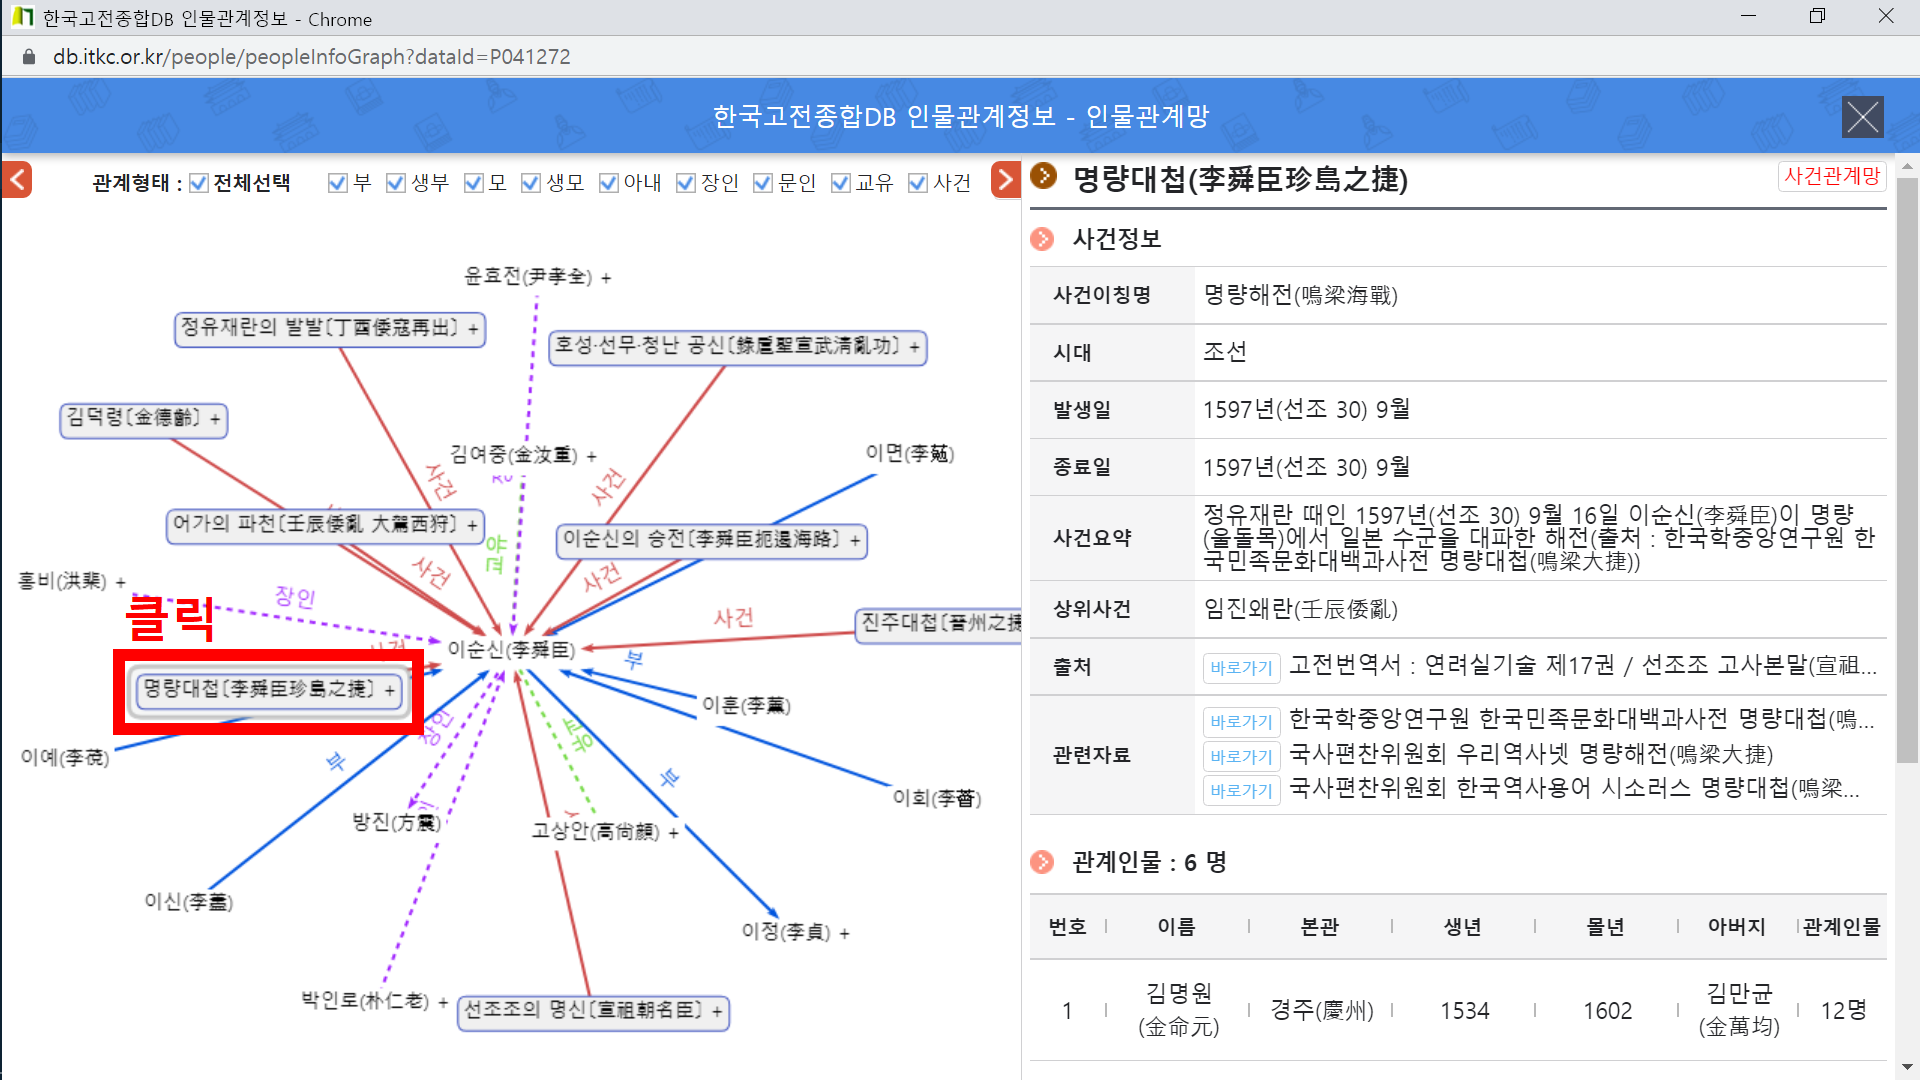 한국고전종합DB 인물관계정보 - Chrome
db.itkc.or.kr/people/peopleInfoGraph?dataId=P041272
한국고전종합DB 인물관계정보 - 인물관계망
관계형태 : 전체선택 부 생부 모 생모 아내 장인 문인 교유 사건
윤효전(尹孝全) +
정유재란의 발발〔丁酉倭寇再出〕 +
호성·선무·청난 공신〔錄扈聖宣武淸亂功〕 +
김덕령〔金德齡〕 +
사건
김여중(金汝重) +
사건
이면(李葂)
어가의 파천〔壬辰倭亂 大駕西狩〕 +
교유
이순신의 승전〔李舜臣扼邊海路〕 +
사건
사건
홍비(洪棐) +
장인
클릭
사건
진주대첩〔晉州之捷
사건
이순신(李舜臣)
부
명량대첩〔李舜臣珍島之捷〕 +
이훈(李薰)
장인
교유
이예(李䓲)
부
부
이회(李薈)
방진(方震)
고상안(高尙顔) +
이신(李藎)
이정(李貞) +
박인로(朴仁老) +
선조조의 명신〔宣祖朝名臣〕 +
명량대첩(李舜臣珍島之捷)
사건관계망
사건정보
사건이칭명 명량해전(鳴梁海戰)
시대 조선
발생일 1597년(선조 30) 9월
종료일 1597년(선조 30) 9월
사건요약 정유재란 때인 1597년(선조 30) 9월 16일 이순신(李舜臣)이 명량
(울돌목)에서 일본 수군을 대파한 해전(출처 : 한국학중앙연구원 한
국민족문화대백과사전 명량대첩(鳴梁大捷))
상위사건 임진왜란(壬辰倭亂)
출처 바로가기 고전번역서 : 연려실기술 제17권 / 선조조 고사본말(宣祖...
관련자료 바로가기 한국학중앙연구원 한국민족문화대백과사전 명량대첩(鳴...
바로가기 국사편찬위원회 우리역사넷 명량해전(鳴梁大捷)
바로가기 국사편찬위원회 한국역사용어 시소러스 명량대첩(鳴梁...
관계인물 : 6 명
번호 이름 본관 생년 몰년 아버지 관계인물
1 김명원 (金命元) 경주(慶州) 1534 1602 김만균 (金萬均) 12명